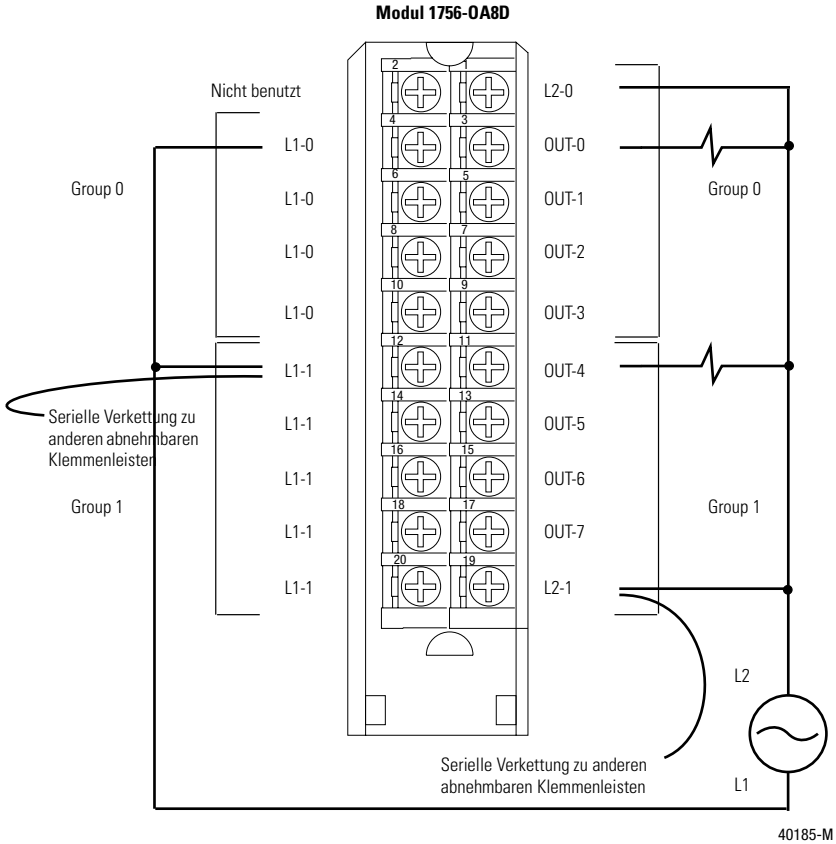 Modul 1756-OA8D
2 1
Nicht benutzt L2-0
4 3
L1-0 OUT-0
6 5
Group 0 Group 0
L1-0 OUT-1
8 7
L1-0 OUT-2
10 9
L1-0 OUT-3
12 11
L1-1 OUT-4
14 13
Serielle Verkettung zu
anderen abnehmbaren
Klemmenleisten
L1-1 OUT-5
16 15
L1-1 OUT-6
18 17
Group 1 Group 1
L1-1 OUT-7
20 19
L1-1 L2-1
L2
Serielle Verkettung zu anderen
abnehmbaren Klemmenleisten
L1
40185-M